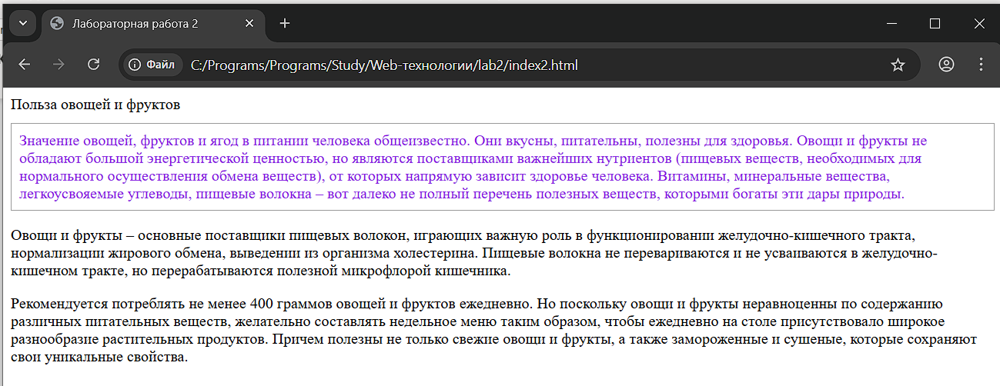 Лабораторная работа 2
Файл
C:/Programs/Programs/Study/Web-технологии/lab2/index2.html
Польза овощей и фруктов
Значение овощей, фруктов и ягод в питании человека общеизвестно. Они вкусны, питательны, полезны для здоровья. Овощи и фрукты не
обладают большой энергетической ценностью, но являются поставщиками важнейших нутриентов (пищевых веществ, необходимых для
нормального осуществления обмена веществ), от которых напрямую зависит здоровье человека. Витамины, минеральные вещества,
легкоусвояемые углеводы, пищевые волокна – вот далеко не полный перечень полезных веществ, которыми богаты эти дары природы.
Овощи и фрукты – основные поставщики пищевых волокон, играющих важную роль в функционировании желудочно-кишечного тракта,
нормализации жирового обмена, выведении из организма холестерина. Пищевые волокна не перевариваются и не усваиваются в желудочно-
кишечном тракте, но перерабатываются полезной микрофлорой кишечника.
Рекомендуется потреблять не менее 400 граммов овощей и фруктов ежедневно. Но поскольку овощи и фрукты неравноценны по содержанию
различных питательных веществ, желательно составлять недельное меню таким образом, чтобы ежедневно на столе присутствовало широкое
разнообразие растительных продуктов. Причем полезны не только свежие овощи и фрукты, а также замороженные и сушеные, которые сохраняют
свои уникальные свойства.